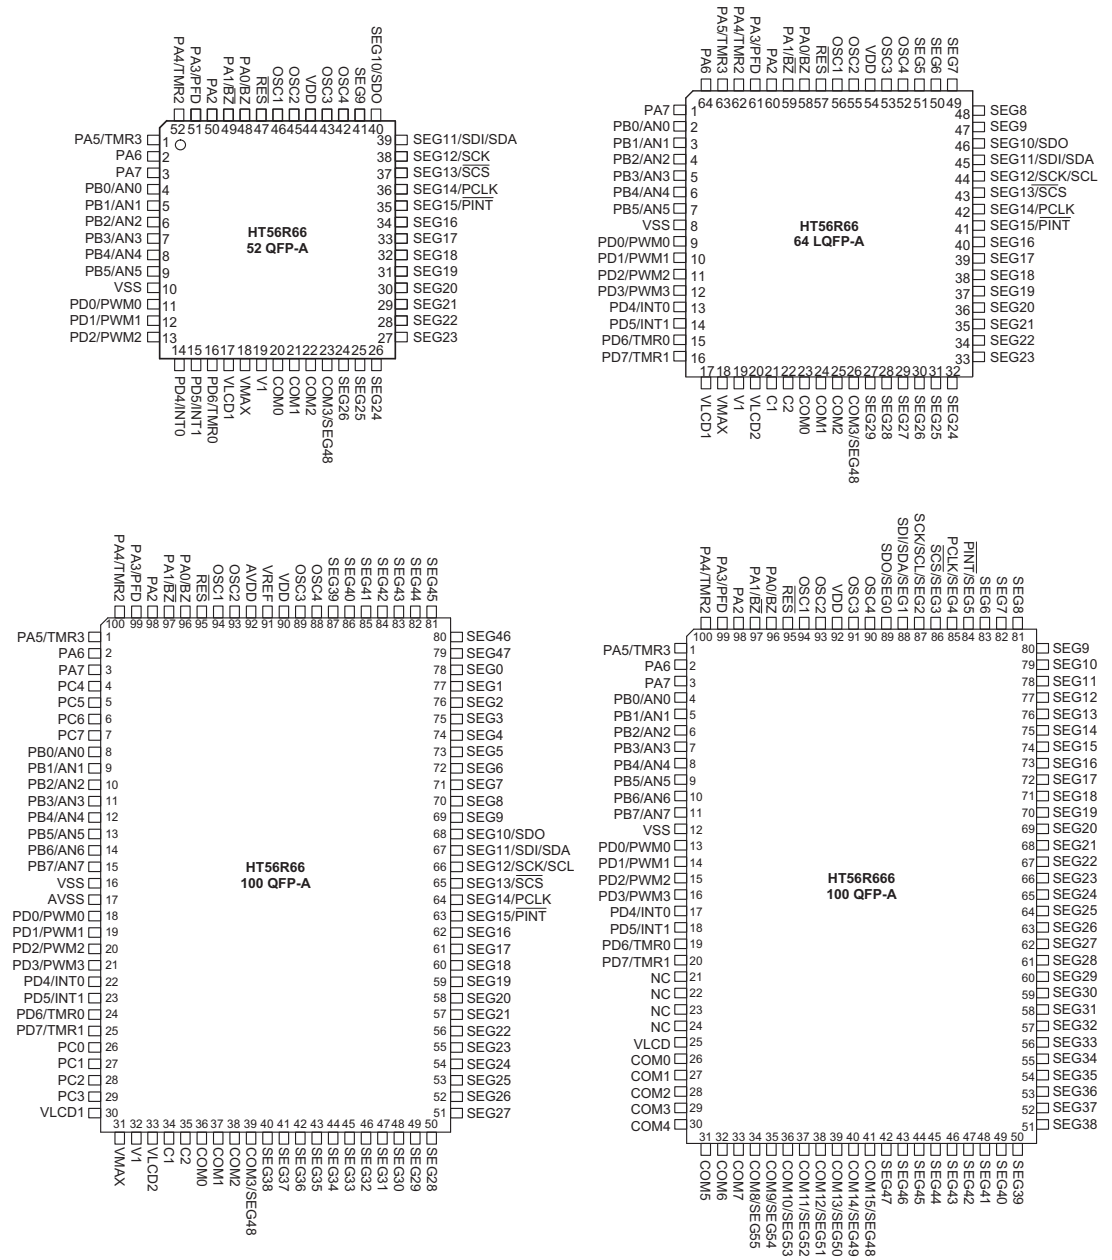 PA4/TMR2
PA3/PFD
PA2
PA1/BZ
PA0/BZ
RES
OSC1
OSC2
VDD
OSC3
OSC4
SEG9
SEG10/SDO
52 51 50 49 48 47 46 45 44 43 42 41 40
PA5/TMR3 1
PA6 2
PA7 3
PB0/AN0 4
PB1/AN1 5
PB2/AN2 6
PB3/AN3 7
PB4/AN4 8
PB5/AN5 9
VSS 10
PD0/PWM0 11
PD1/PWM1 12
PD2/PWM2 13
HT56R66
52 QFP-A
39 SEG11/SDI/SDA
38 SEG12/SCK
37 SEG13/SCS
36 SEG14/PCLK
35 SEG15/PINT
34 SEG16
33 SEG17
32 SEG18
31 SEG19
30 SEG20
29 SEG21
28 SEG22
27 SEG23
14 15 16 17 18 19 20 21 22 23 24 25 26
PD4/INT0
PD5/INT1
PD6/TMR0
VLCD1
VMAX
V1
COM0
COM1
COM2
COM3/SEG48
SEG26
SEG25
SEG24
PA6
PA5/TMR3
PA4/TMR2
PA3/PFD
PA2
PA1/BZ
PA0/BZ
RES
OSC1
OSC2
VDD
OSC3
OSC4
SEG5
SEG6
SEG7
64 63 62 61 60 59 58 57 56 55 54 53 52 51 50 49
PA7 1
PB0/AN0 2
PB1/AN1 3
PB2/AN2 4
PB3/AN3 5
PB4/AN4 6
PB5/AN5 7
VSS 8
PD0/PWM0 9
PD1/PWM1 10
PD2/PWM2 11
PD3/PWM3 12
PD4/INT0 13
PD5/INT1 14
PD6/TMR0 15
PD7/TMR1 16
HT56R66
64 LQFP-A
48 SEG8
47 SEG9
46 SEG10/SDO
45 SEG11/SDI/SDA
44 SEG12/SCK/SCL
43 SEG13/SCS
42 SEG14/PCLK
41 SEG15/PINT
40 SEG16
39 SEG17
38 SEG18
37 SEG19
36 SEG20
35 SEG21
34 SEG22
33 SEG23
17 18 19 20 21 22 23 24 25 26 27 28 29 30 31 32
VLCD1
VMAX
V1
VLCD2
C1
C2
COM0
COM1
COM2
COM3/SEG48
SEG29
SEG28
SEG27
SEG26
SEG25
SEG24
PA4/TMR2
PA3/PFD
PA2
PA1/BZ
PA0/BZ
RES
OSC1
OSC2
AVDD
VREF
VDD
OSC3
OSC4
SEG39
SEG40
SEG41
SEG42
SEG43
SEG44
SEG45
100 99 98 97 96 95 94 93 92 91 90 89 88 87 86 85 84 83 82 81
PA5/TMR3 1
PA6 2
PA7 3
PC4 4
PC5 5
PC6 6
PC7 7
PB0/AN0 8
PB1/AN1 9
PB2/AN2 10
PB3/AN3 11
PB4/AN4 12
PB5/AN5 13
PB6/AN6 14
PB7/AN7 15
VSS 16
AVSS 17
PD0/PWM0 18
PD1/PWM1 19
PD2/PWM2 20
PD3/PWM3 21
PD4/INT0 22
PD5/INT1 23
PD6/TMR0 24
PD7/TMR1 25
PC0 26
PC1 27
PC2 28
PC3 29
VLCD1 30
HT56R66
100 QFP-A
80 SEG46
79 SEG47
78 SEG0
77 SEG1
76 SEG2
75 SEG3
74 SEG4
73 SEG5
72 SEG6
71 SEG7
70 SEG8
69 SEG9
68 SEG10/SDO
67 SEG11/SDI/SDA
66 SEG12/SCK/SCL
65 SEG13/SCS
64 SEG14/PCLK
63 SEG15/PINT
62 SEG16
61 SEG17
60 SEG18
59 SEG19
58 SEG20
57 SEG21
56 SEG22
55 SEG23
54 SEG24
53 SEG25
52 SEG26
51 SEG27
31 32 33 34 35 36 37 38 39 40 41 42 43 44 45 46 47 48 49 50
VMAX
V1
VLCD2
C1
C2
COM0
COM1
COM2
COM3/SEG48
SEG38
SEG37
SEG36
SEG35
SEG34
SEG33
SEG32
SEG31
SEG30
SEG29
SEG28
PA4/TMR2
PA3/PFD
PA2
PA1/BZ
PA0/BZ
RES
OSC1
OSC2
VDD
OSC3
OSC4
SDO/SEG0
SDI/SDA/SEG1
SCK/SCL/SEG2
SCS/SEG3
PCLK/SEG4
PINT/SEG5
SEG6
SEG7
SEG8
100 99 98 97 96 95 94 93 92 91 90 89 88 87 86 85 84 83 82 81
PA5/TMR3 1
PA6 2
PA7 3
PB0/AN0 4
PB1/AN1 5
PB2/AN2 6
PB3/AN3 7
PB4/AN4 8
PB5/AN5 9
PB6/AN6 10
PB7/AN7 11
VSS 12
PD0/PWM0 13
PD1/PWM1 14
PD2/PWM2 15
PD3/PWM3 16
PD4/INT0 17
PD5/INT1 18
PD6/TMR0 19
PD7/TMR1 20
NC 21
NC 22
NC 23
NC 24
VLCD 25
COM0 26
COM1 27
COM2 28
COM3 29
COM4 30
HT56R666
100 QFP-A
80 SEG9
79 SEG10
78 SEG11
77 SEG12
76 SEG13
75 SEG14
74 SEG15
73 SEG16
72 SEG17
71 SEG18
70 SEG19
69 SEG20
68 SEG21
67 SEG22
66 SEG23
65 SEG24
64 SEG25
63 SEG26
62 SEG27
61 SEG28
60 SEG29
59 SEG30
58 SEG31
57 SEG32
56 SEG33
55 SEG34
54 SEG35
53 SEG36
52 SEG37
51 SEG38
31 32 33 34 35 36 37 38 39 40 41 42 43 44 45 46 47 48 49 50
COM5
COM6
COM7
COM8/SEG55
COM9/SEG54
COM10/SEG53
COM11/SEG52
COM12/SEG51
COM13/SEG50
COM14/SEG49
COM15/SEG48
SEG47
SEG46
SEG45
SEG44
SEG43
SEG42
SEG41
SEG40
SEG39